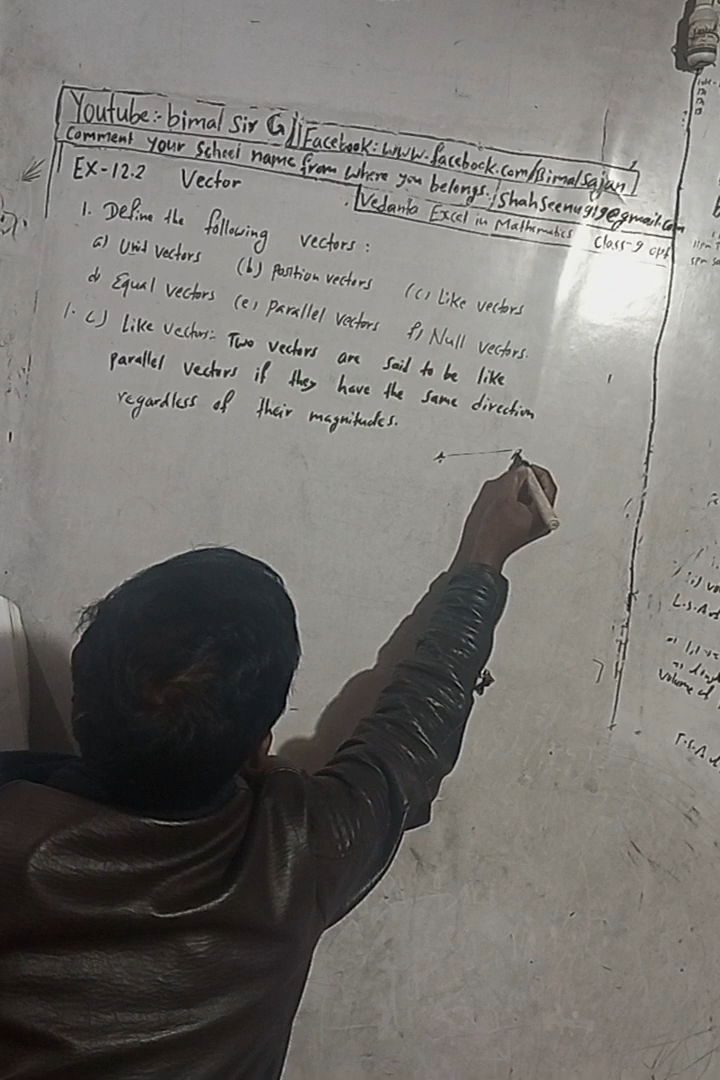 Youtube:- bimal Sir G
Facebook: www.facebook.com/Bimalsajan
Comment your School name from where you belongs. / Shahseenu919@gmail.com
EX-12.2 Vector
Vedanta Excel in Mathematics Class-9 opt
1. Define the following vectors :
a) Unit vectors (b) Position vectors (c) Like vectors
d) Equal vectors (e) Parallel vectors f) Null vectors.
1. c) Like vectors:- Two vectors are said to be like
parallel vectors if they have the same direction
regardless of their magnitudes.
L.S.A
Volume of
T.S.A